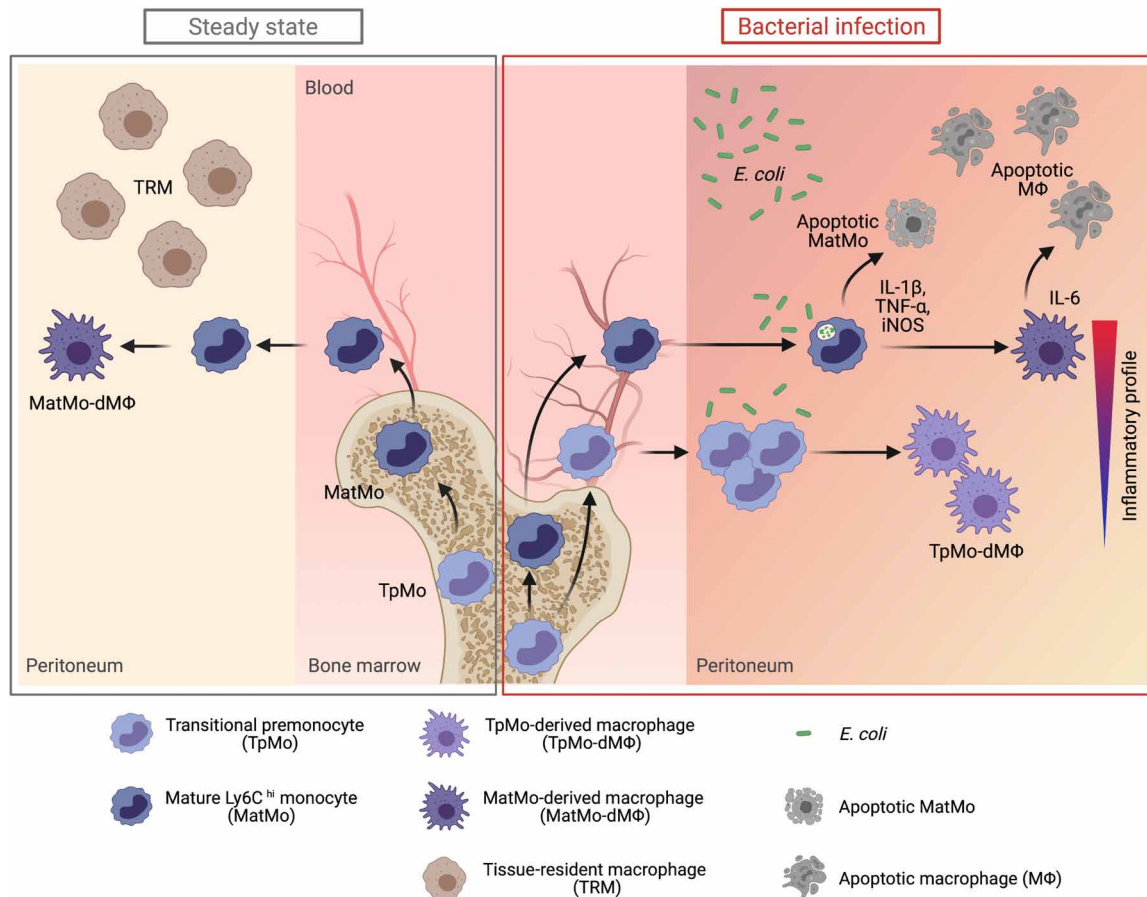 Steady state
Bacterial infection
Blood
TRM
E. coli
Apoptotic
MΦ
Apoptotic
MatMo
IL-1β,
TNF-α,
iNOS
IL-6
MatMo-dMΦ
MatMo
TpMo
TpMo-dMΦ
Inflammatory profile
Peritoneum
Bone marrow
Peritoneum
Transitional premonocyte
(TpMo)
TpMo-derived macrophage
(TpMo-dMΦ)
E. coli
Mature Ly6C hi monocyte
(MatMo)
MatMo-derived macrophage
(MatMo-dMΦ)
Apoptotic MatMo
Tissue-resident macrophage
(TRM)
Apoptotic macrophage (MΦ)